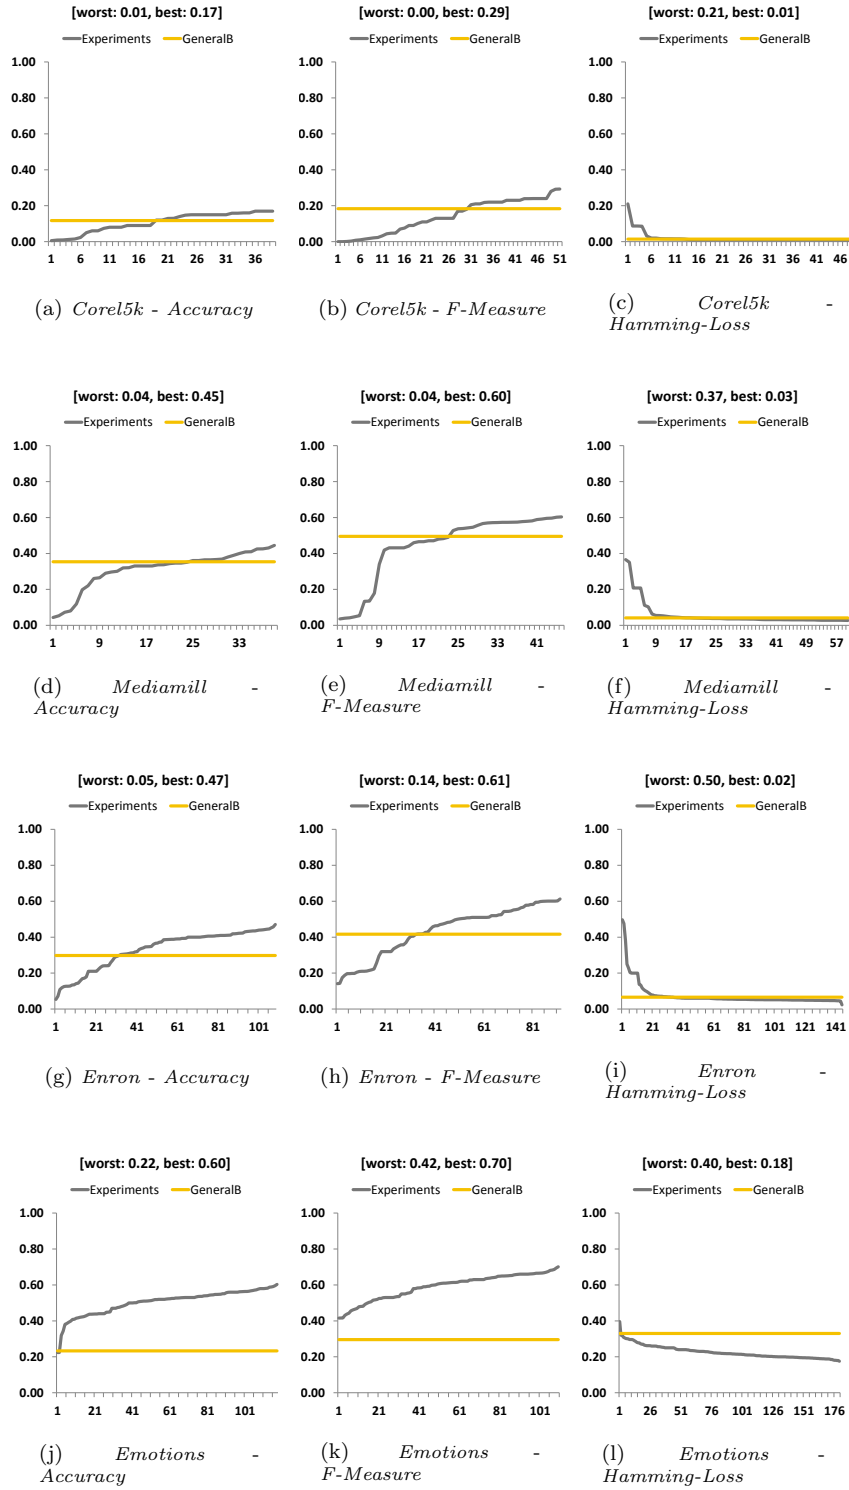 [worst: 0.01, best: 0.17]
Experiments GeneralB
1.00
0.80
0.60
0.40
0.20
0.00
1 6 11 16 21 26 31 36
(a) Corel5k - Accuracy
[worst: 0.00, best: 0.29]
Experiments GeneralB
1.00
0.80
0.60
0.40
0.20
0.00
1 6 11 16 21 26 31 36 41 46 51
(b) Corel5k - F-Measure
[worst: 0.21, best: 0.01]
Experiments GeneralB
1.00
0.80
0.60
0.40
0.20
0.00
1 6 11 16 21 26 31 36 41 46
(c) Corel5k -
Hamming-Loss
[worst: 0.04, best: 0.45]
Experiments GeneralB
1.00
0.80
0.60
0.40
0.20
0.00
1 9 17 25 33
(d) Mediamill -
Accuracy
[worst: 0.04, best: 0.60]
Experiments GeneralB
1.00
0.80
0.60
0.40
0.20
0.00
1 9 17 25 33 41
(e) Mediamill -
F-Measure
[worst: 0.37, best: 0.03]
Experiments GeneralB
1.00
0.80
0.60
0.40
0.20
0.00
1 9 17 25 33 41 49 57
(f) Mediamill -
Hamming-Loss
[worst: 0.05, best: 0.47]
Experiments GeneralB
1.00
0.80
0.60
0.40
0.20
0.00
1 21 41 61 81 101
(g) Enron - Accuracy
[worst: 0.14, best: 0.61]
Experiments GeneralB
1.00
0.80
0.60
0.40
0.20
0.00
1 21 41 61 81
(h) Enron - F-Measure
[worst: 0.50, best: 0.02]
Experiments GeneralB
1.00
0.80
0.60
0.40
0.20
0.00
1 21 41 61 81 101 121 141
(i) Enron -
Hamming-Loss
[worst: 0.22, best: 0.60]
Experiments GeneralB
1.00
0.80
0.60
0.40
0.20
0.00
1 21 41 61 81 101
(j) Emotions -
Accuracy
[worst: 0.42, best: 0.70]
Experiments GeneralB
1.00
0.80
0.60
0.40
0.20
0.00
1 21 41 61 81 101
(k) Emotions -
F-Measure
[worst: 0.40, best: 0.18]
Experiments GeneralB
1.00
0.80
0.60
0.40
0.20
0.00
1 26 51 76 101 126 151 176
(l) Emotions -
Hamming-Loss